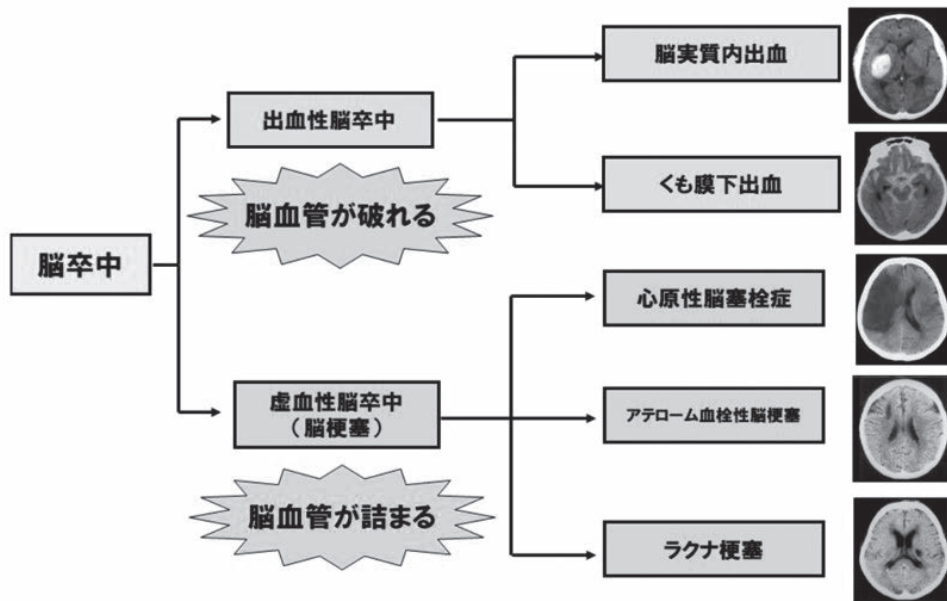 脳卒中
出血性脳卒中
脳血管が破れる
脳実質内出血
くも膜下出血
虚血性脳卒中
（脳梗塞）
脳血管が詰まる
心原性脳塞栓症
アテローム血栓性脳梗塞
ラクナ梗塞